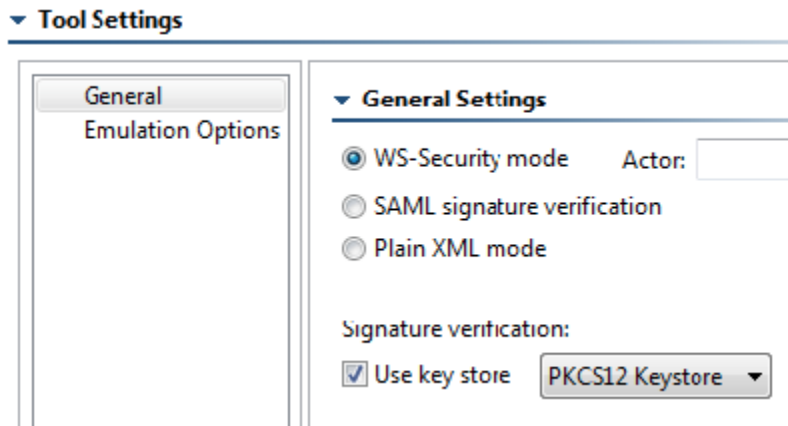 Tool Settings
General
Emulation Options
General Settings
WS-Security mode Actor:
SAML signature verification
Plain XML mode
Signature verification:
Use key store PKCS12 Keystore